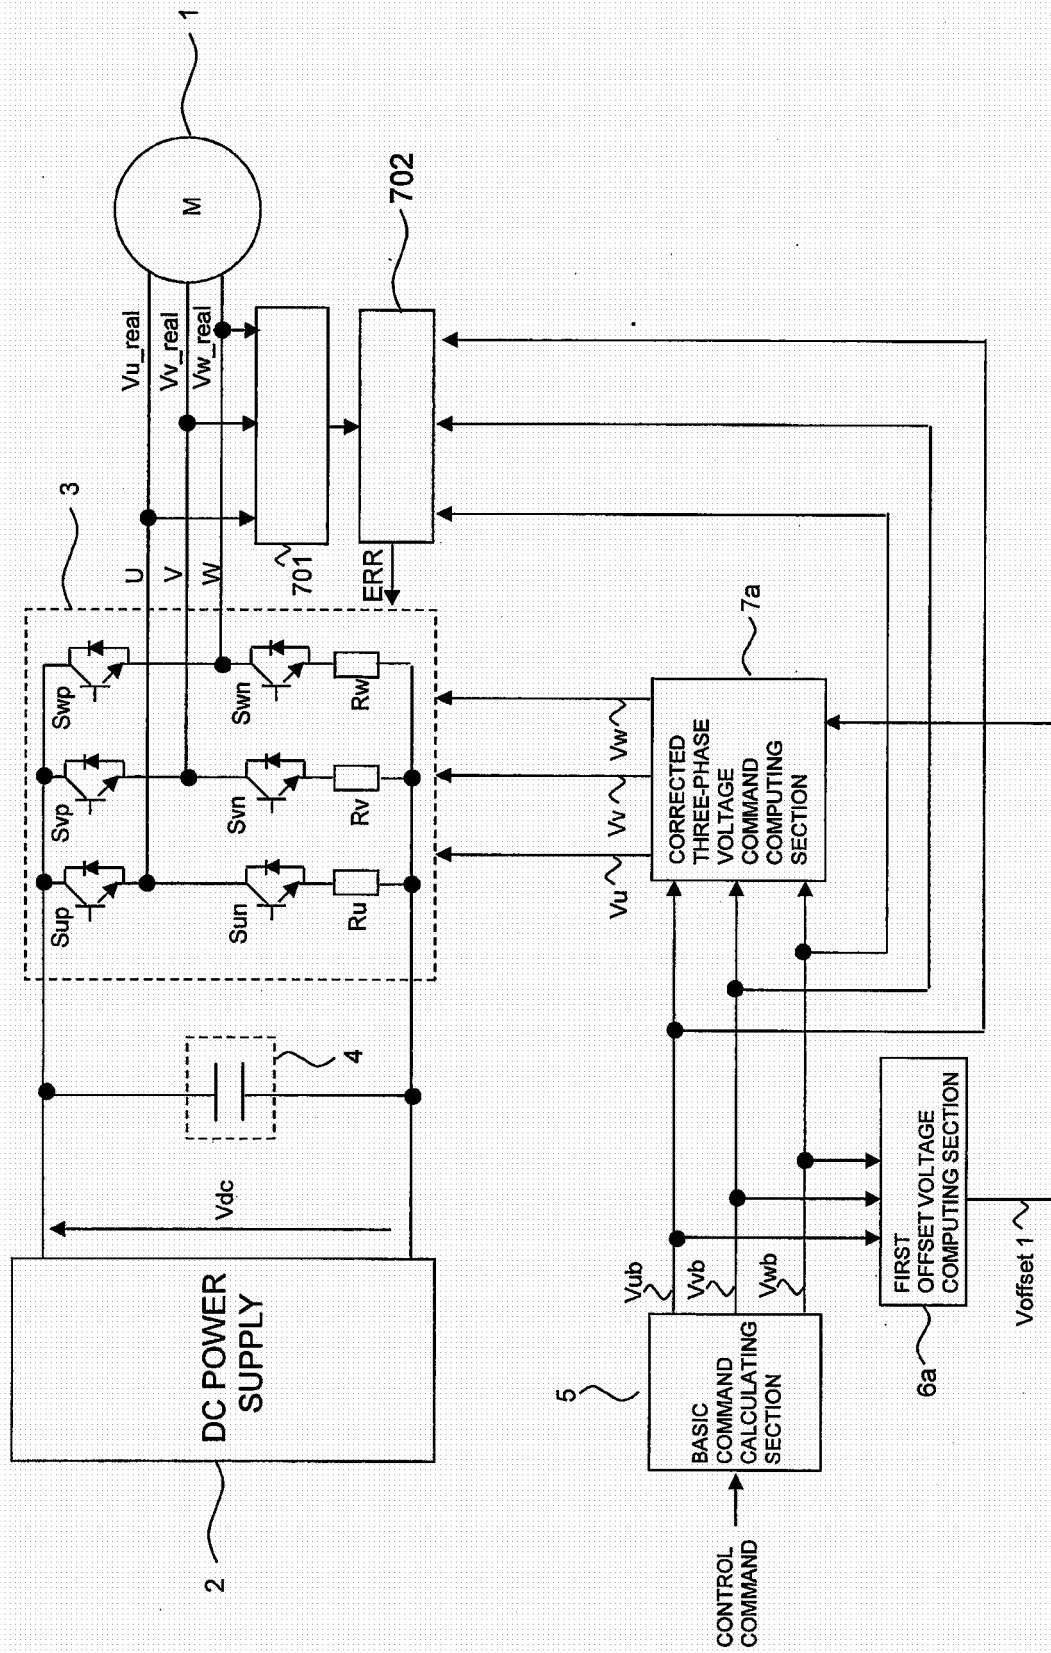 2
DC POWER
SUPPLY
Vdc
4
3
Sup
Svp
Swp
Sun
Svn
Swn
Ru
Rv
Rw
U
V
W
Vu_real
Vv_real
Vw_real
M
1
701
702
ERR
CONTROL
COMMAND
5
BASIC
COMMAND
CALCULATING
SECTION
Vub
Vvb
Vwb
6a
FIRST
OFFSET VOLTAGE
COMPUTING SECTION
Voffset 1
Vu
Vv
Vw
7a
CORRECTED
THREE-PHASE
VOLTAGE
COMMAND
COMPUTING
SECTION